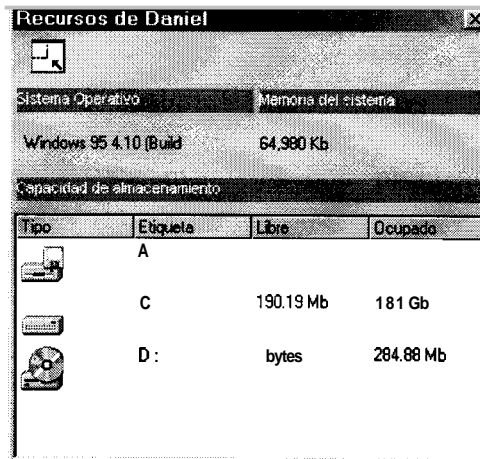 Recursos de Daniel
Sistema Operativo Memoria del sistema
Windows 95 4.10 (Build 64,980 Kb
Capacidad de almacenamiento
Tipo Etiqueta Libre Ocupado
A
C 190.19 Mb 181 Gb
D : bytes 284.88 Mb